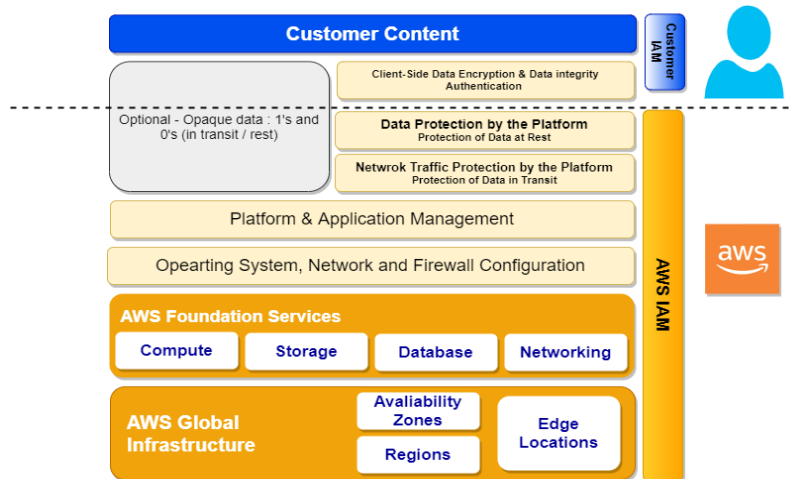 Customer Content
Customer
IAM
Client-Side Data Encryption & Data integrity
Authentication
Optional - Opaque data : 1's and
0's (in transit / rest)
Data Protection by the Platform
Protection of Data at Rest
Netwrok Traffic Protection by the Platform
Protection of Data in Transit
Platform & Application Management
Opearting System, Network and Firewall Configuration
AWS IAM
aws
AWS Foundation Services
Compute
Storage
Database
Networking
AWS Global
Infrastructure
Avaliability
Zones
Regions
Edge
Locations